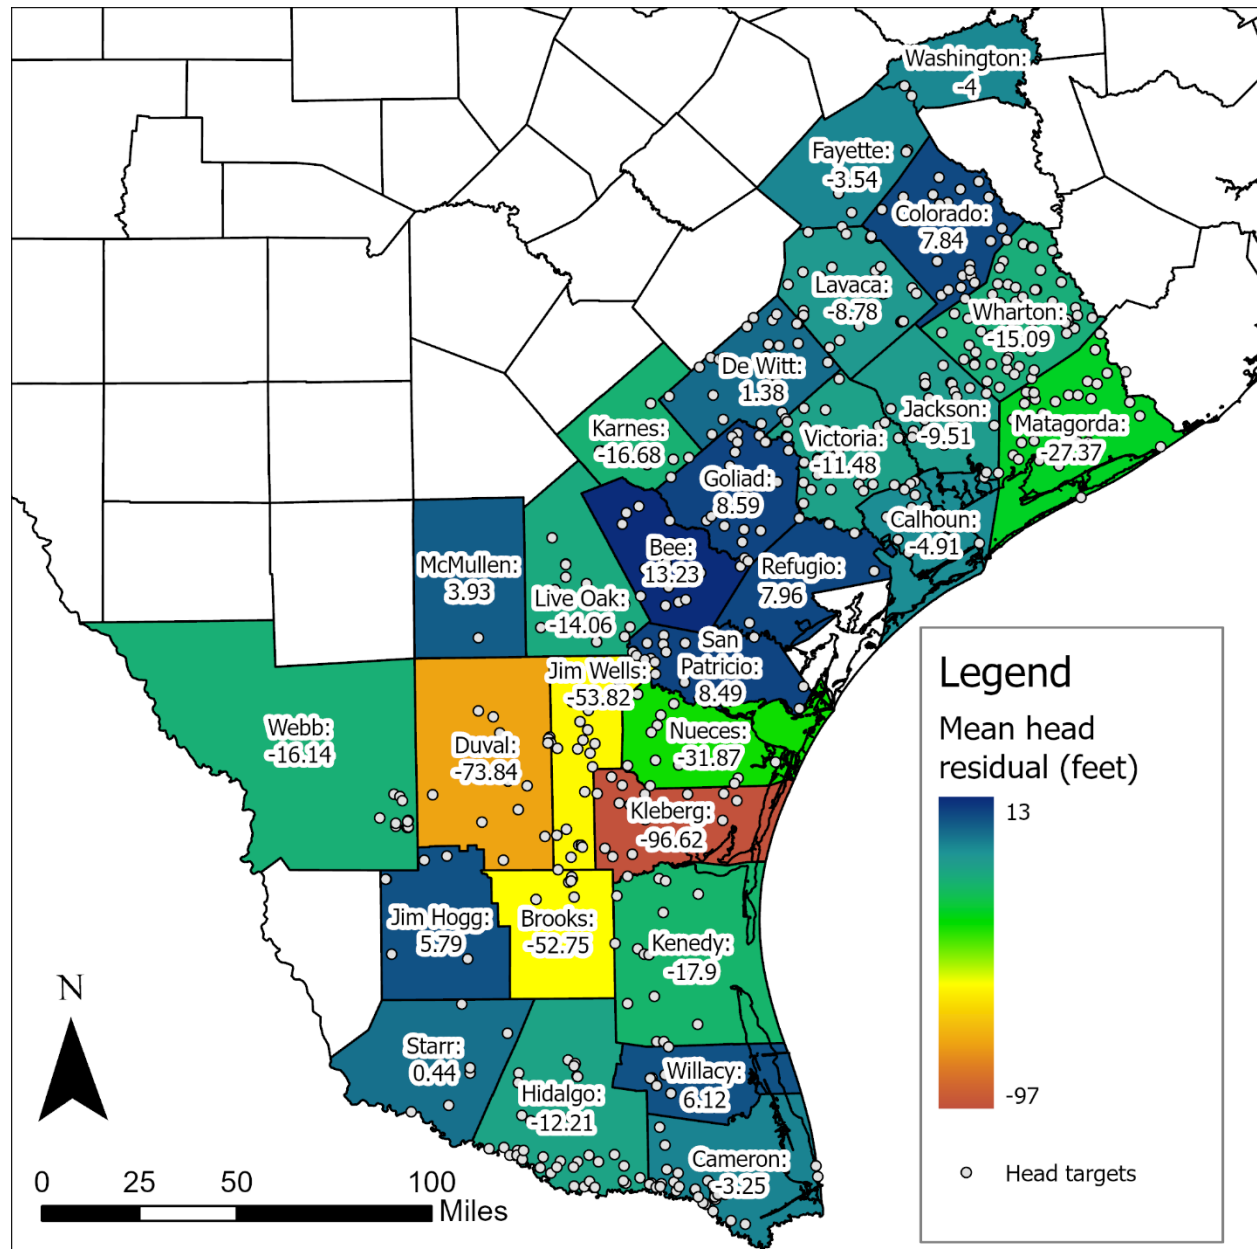 Washington:
-4
Fayette:
-3.54
Colorado:
7.84
Lavaca:
-8.78
Wharton:
-15.09
De Witt:
1.38
Jackson:
-9.51
Matagorda:
-27.37
Karnes:
-16.68
Victoria:
-11.48
Goliad:
8.59
Calhoun:
-4.91
Bee:
13.23
Refugio:
7.96
McMullen:
3.93
Live Oak:
-14.06
San
Patricio:
8.49
Jim Wells:
-53.82
Webb:
-16.14
Duval:
-73.84
Nueces:
-31.87
Kleberg:
-96.62
Jim Hogg:
5.79
Brooks:
-52.75
Kenedy:
-17.9
Starr:
0.44
Hidalgo:
-12.21
Willacy:
6.12
Cameron:
-3.25
N
0 25 50 100
Miles
Legend
Mean head
residual (feet)
13
-97
Head targets